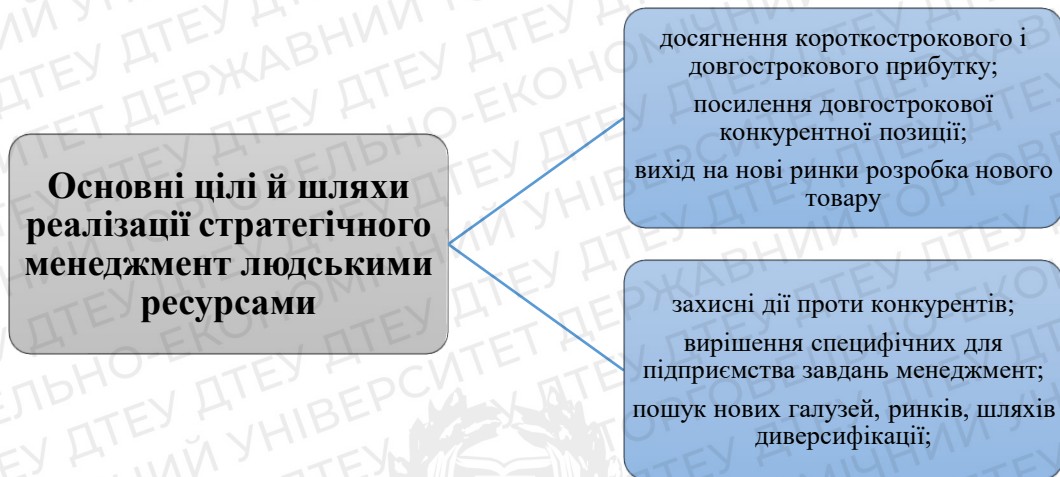 Основні цілі й шляхи
реалізації стратегічного
менеджмент людськими
ресурсами
досягнення короткострокового і
довгострокового прибутку;
посилення довгострокової
конкурентної позиції;
вихід на нові ринки розробка нового
товару
захисні дії проти конкурентів;
вирішення специфічних для
підприємства завдань менеджмент;
пошук нових галузей, ринків, шляхів
диверсифікації;